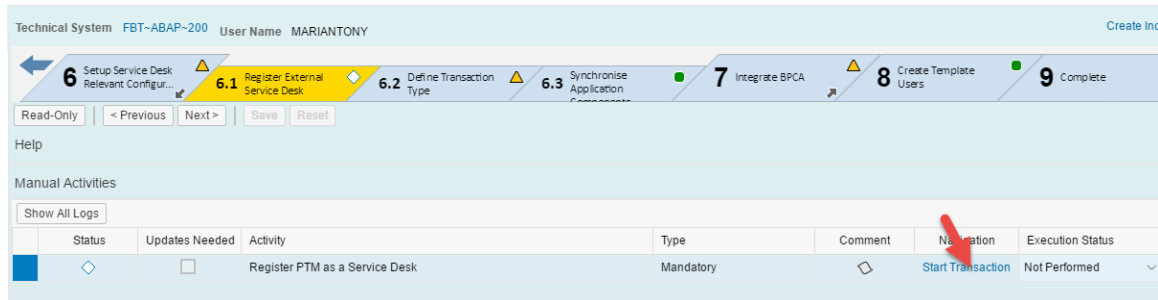 Technical System FBT~ABAP~200 User Name MARIANTONY Create Inc
6 Setup Service Desk
Relevant Configur...
6.1 Register External
Service Desk
6.2 Define Transaction
Type
6.3 Synchronise
Application
Components
7 Integrate BPCA
8 Create Template
Users
9 Complete
Read-Only < Previous Next > Save Reset
Help
Manual Activities
Show All Logs
Status Updates Needed Activity Type Comment Navigation Execution Status
Register PTM as a Service Desk Mandatory Start Transaction Not Performed